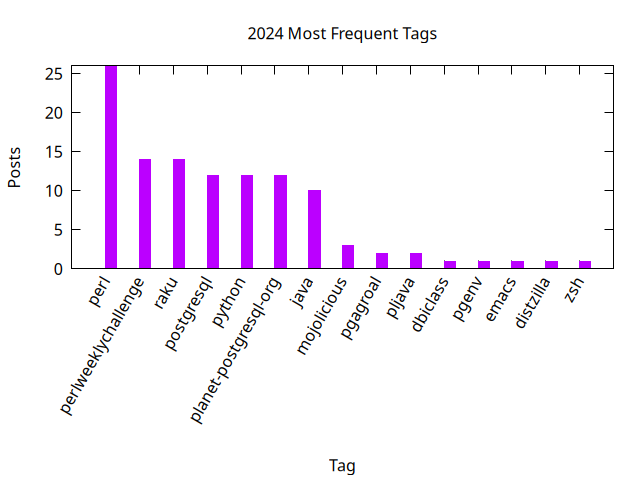 2024 Most Frequent Tags
25
20
15
10
5
0
Posts
perl
perlweeklychallenge
raku
postgresql
python
planet-postgresql-org
java
mojolicious
pgagroal
pljava
dbiclass
pgenv
emacs
distzilla
zsh
Tag